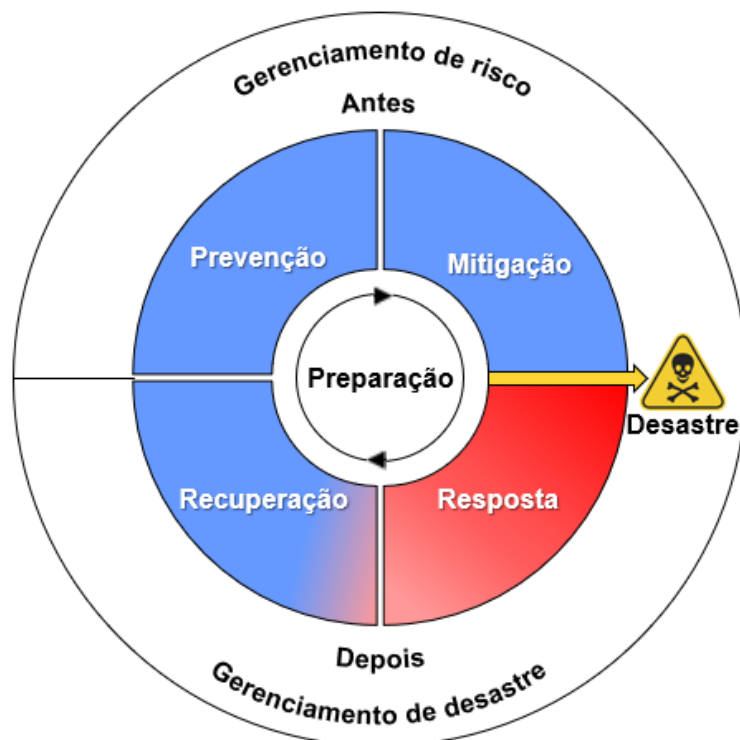 Gerenciamento de risco
Antes
Prevenção
Mitigação
Preparação
Desastre
Recuperação
Resposta
Depois
Gerenciamento de desastre